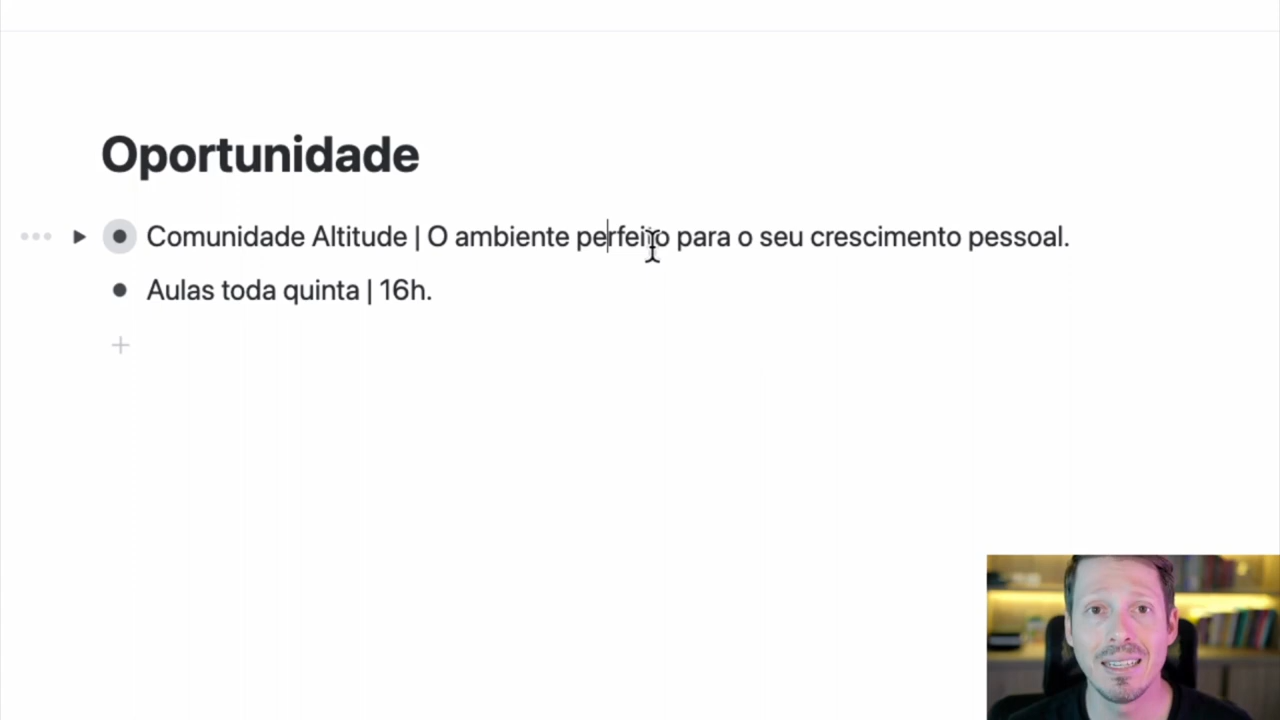 Oportunidade
Comunidade Altitude | O ambiente perfeito para o seu crescimento pessoal.
Aulas toda quinta | 16h.